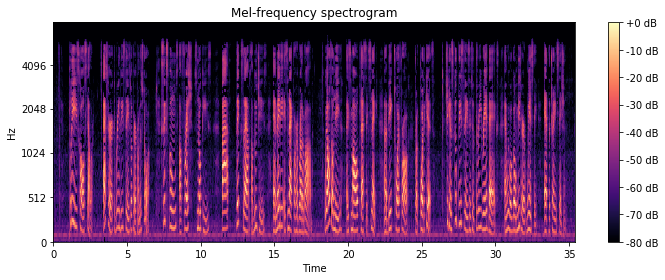 Mel-frequency spectrogram
+0 dB
-10 dB
4096
-20 dB
2048
-30 dB
Hz
1024
-40 dB
-50 dB
512
-60 dB
-70 dB
0
-80 dB
0 5 10 15 20 25 30 35
Time